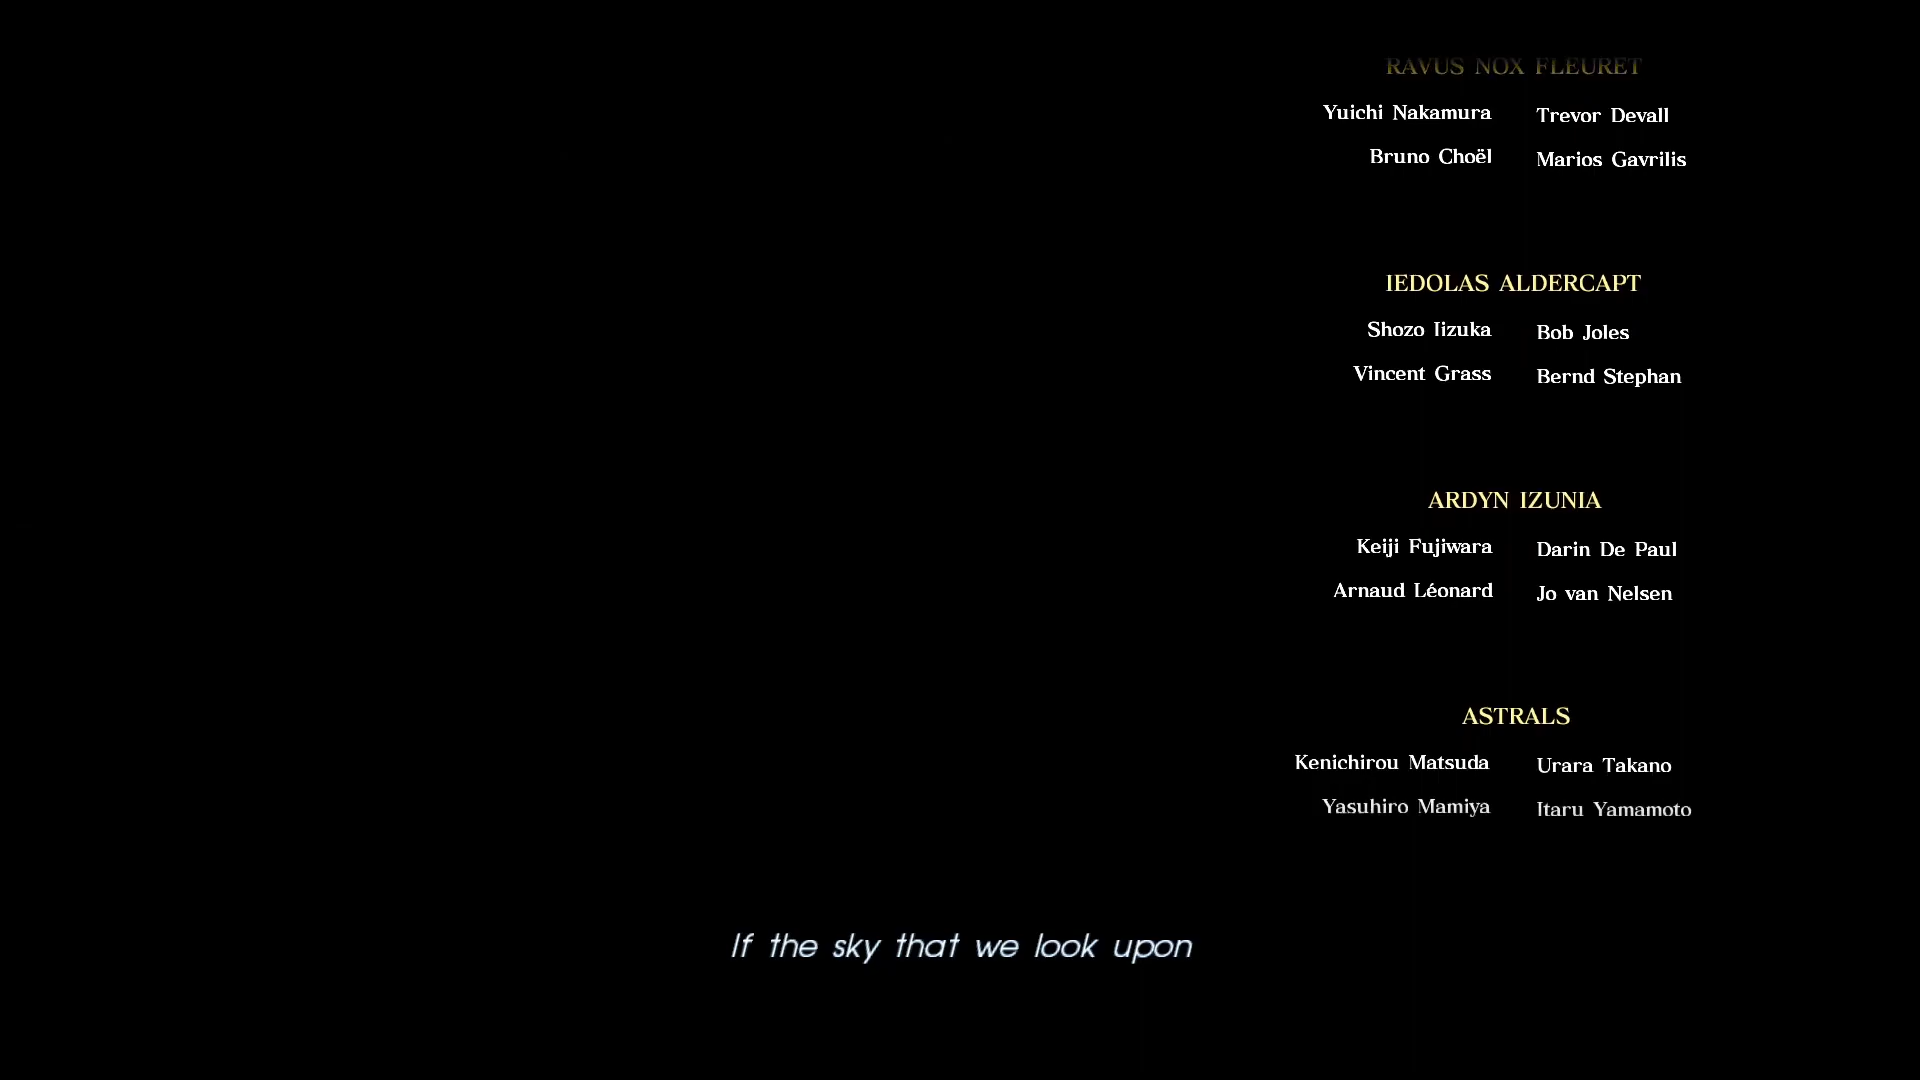 RAVUS NOX FLEURET
Yuichi Nakamura Trevor Devall
Bruno Choël Marios Gavrilis
IEDOLAS ALDERCAPT
Shozo Iizuka Bob Joles
Vincent Grass Bernd Stephan
ARDYN IZUNIA
Keiji Fujiwara Darin De Paul
Arnaud Léonard Jo van Nelsen
ASTRALS
Kenichirou Matsuda Urara Takano
Yasuhiro Mamiya Itaru Yamamoto
If the sky that we look upon